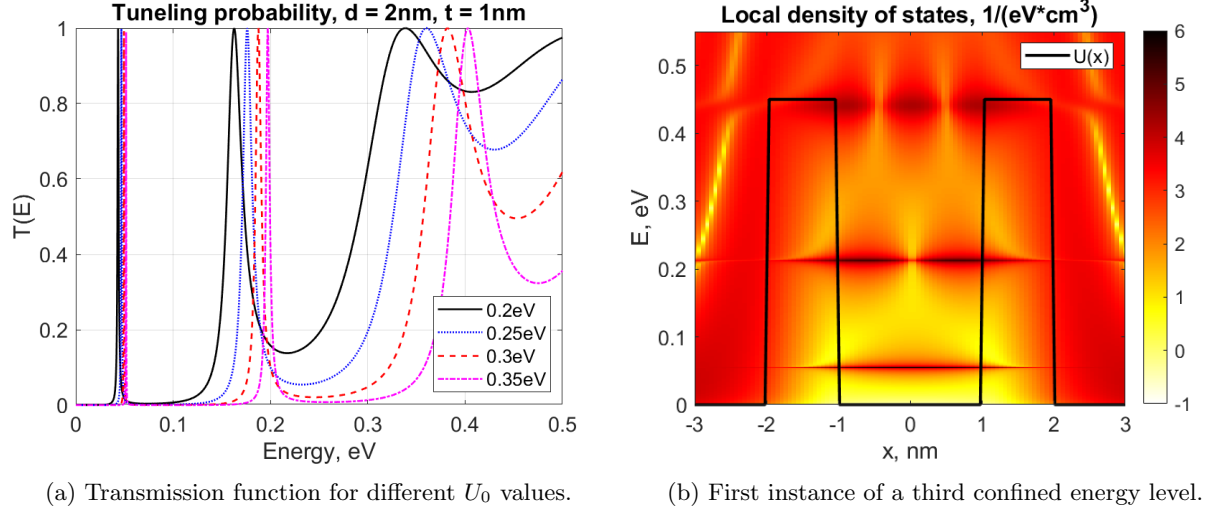 Tunneling probability, d = 2nm, t = 1nm
1
0.8
0.6
0.4
0.2
0
T(E)
0.2eV
0.25eV
0.3eV
0.35eV
0 0.1 0.2 0.3 0.4 0.5
Energy, eV
(a) Transmission function for different U₀ values.
Local density of states, 1/(eV*cm³)
U(x)
0.5
0.4
0.3
0.2
0.1
0
E, eV
-3 -2 -1 0 1 2 3
x, nm
6
5
4
3
2
1
0
-1
(b) First instance of a third confined energy level.